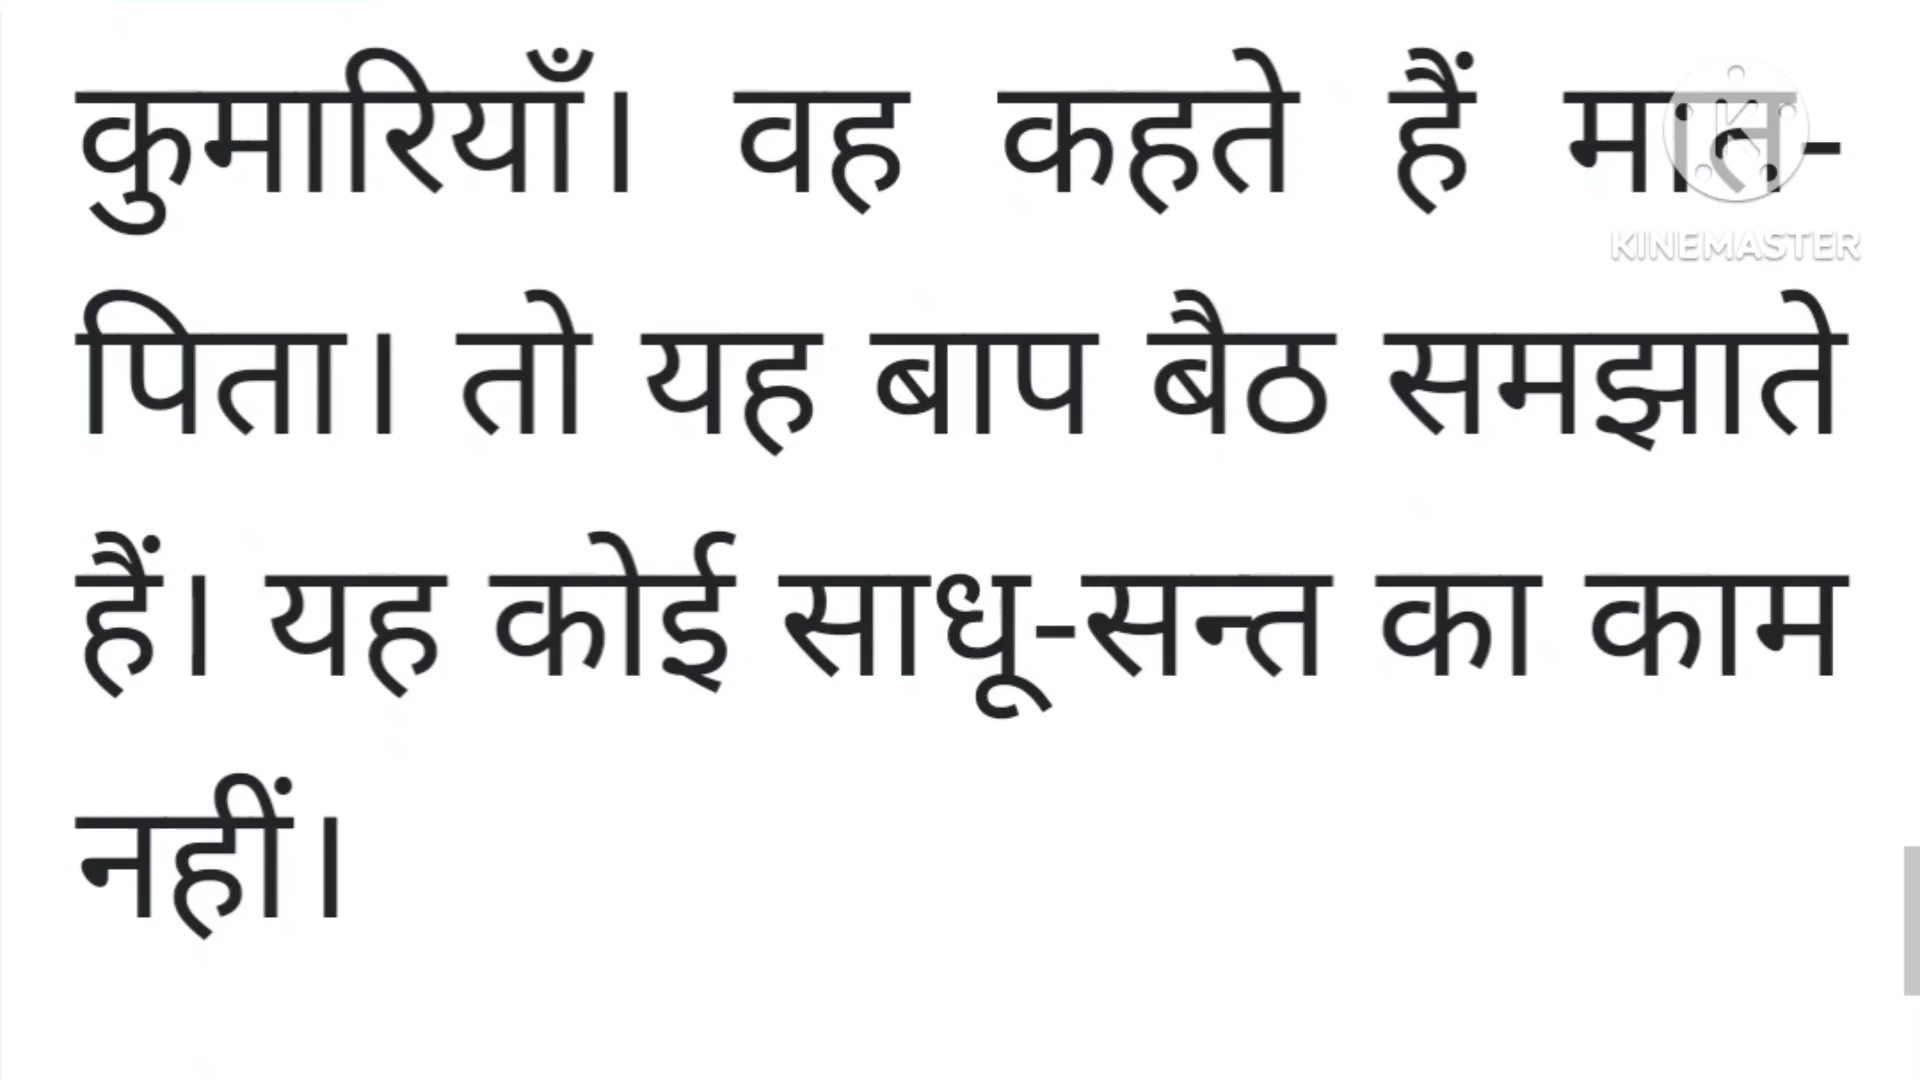 कुमारियाँ। वह कहते हैं मात-
KINEMASTER
पिता। तो यह बाप बैठ समझाते
हैं। यह कोई साधू-सन्त का काम
नहीं।